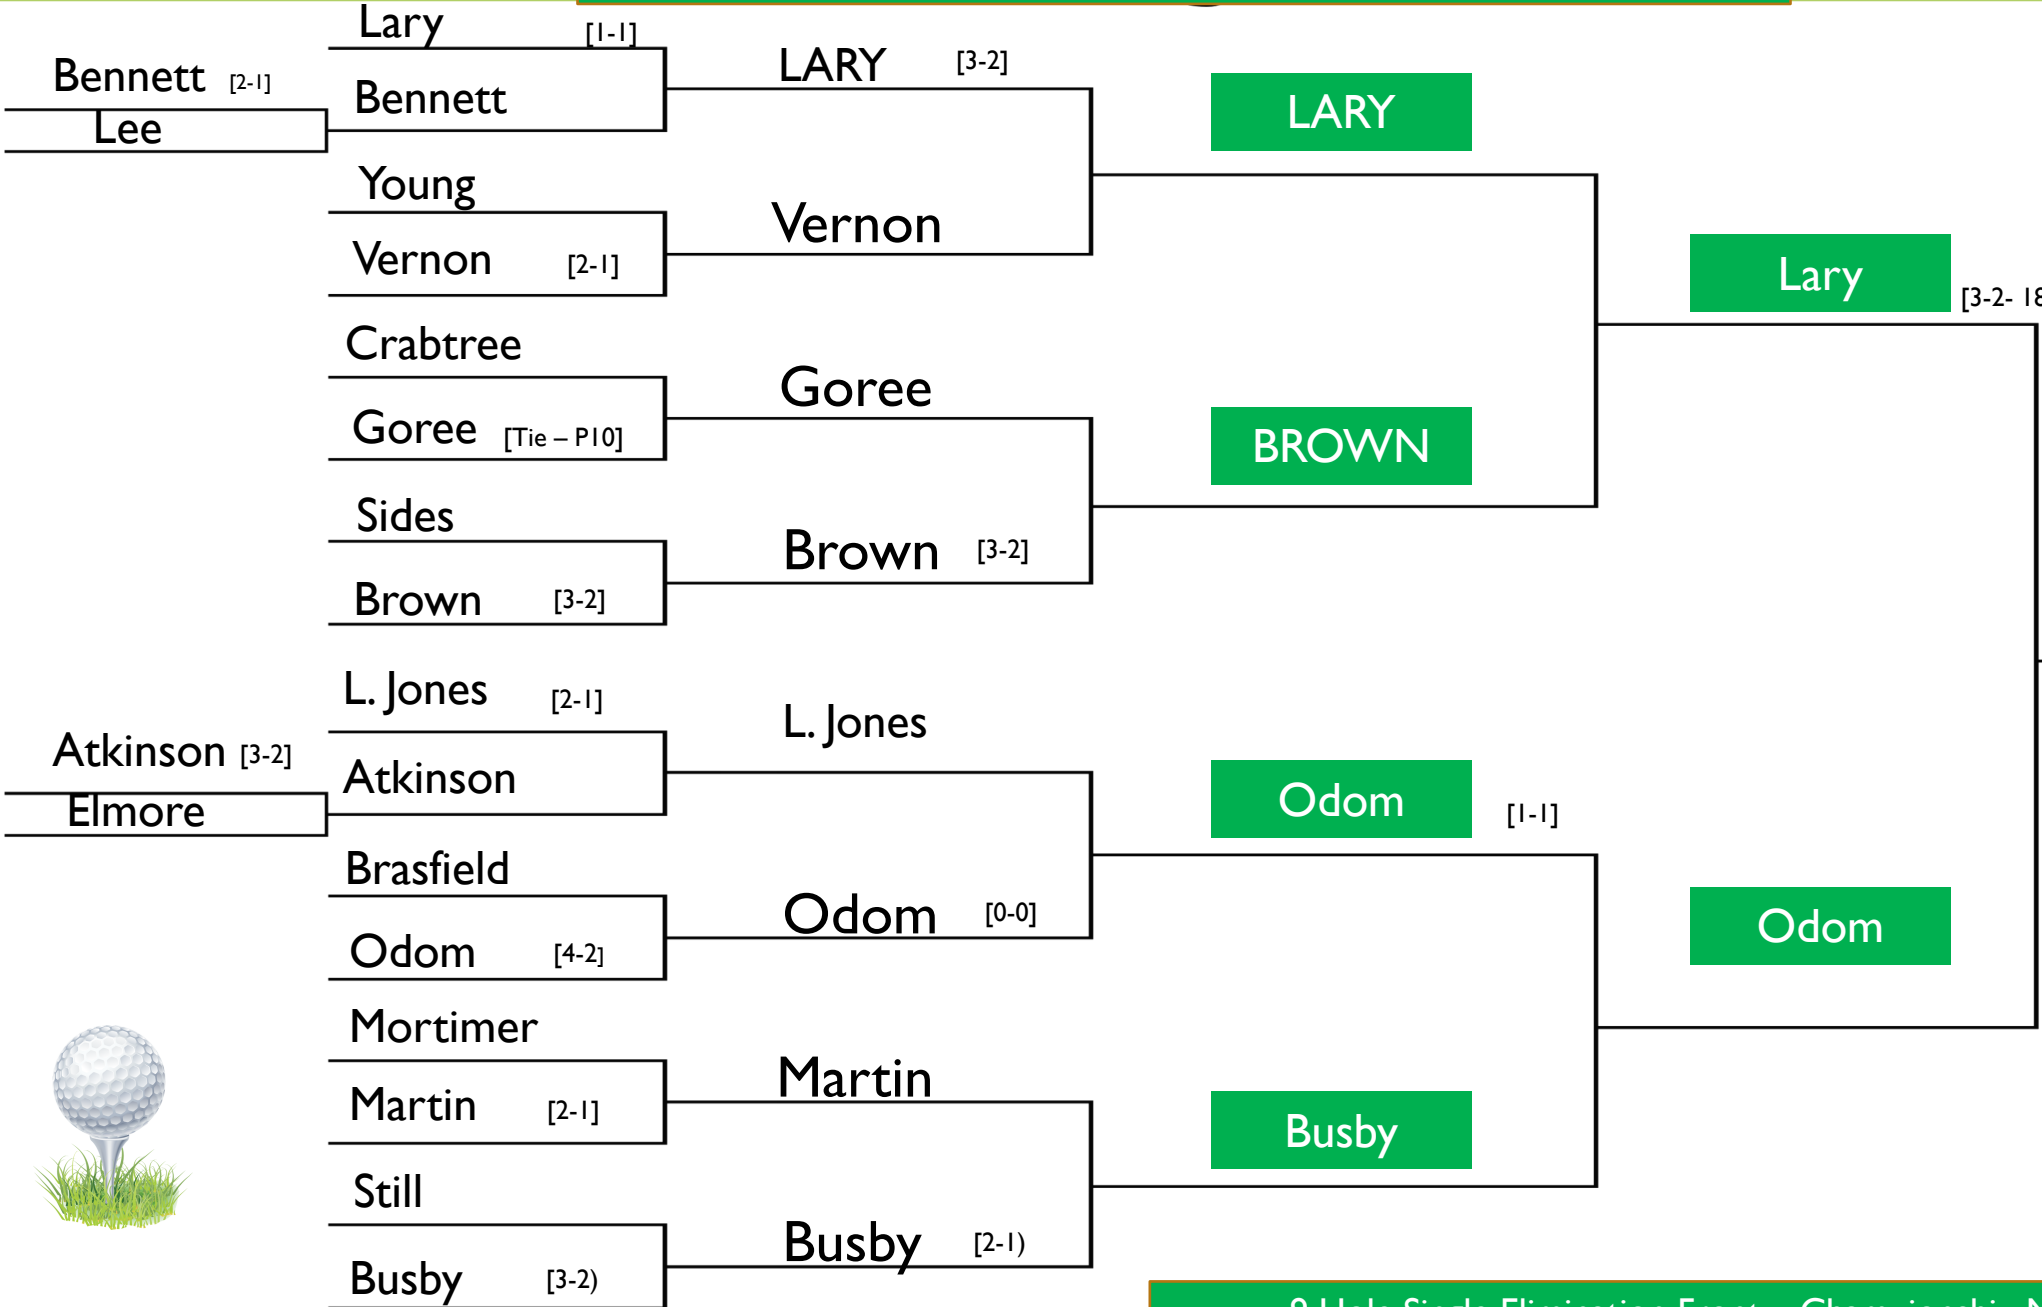 Bennett [2-1]
Lee
Atkinson [3-2]
Elmore
Lary [1-1]
Bennett
Young
Vernon [2-1]
Crabtree
Goree [Tie – P10]
Sides
Brown [3-2]
L. Jones [2-1]
Atkinson
Brasfield
Odom [4-2]
Mortimer
Martin [2-1]
Still
Busby [3-2)
LARY [3-2]
Vernon
Goree
Brown [3-2]
L. Jones
Odom [0-0]
Martin
Busby [2-1)
LARY
BROWN
Odom [1-1]
Busby
Lary [3-2- 18
Odom